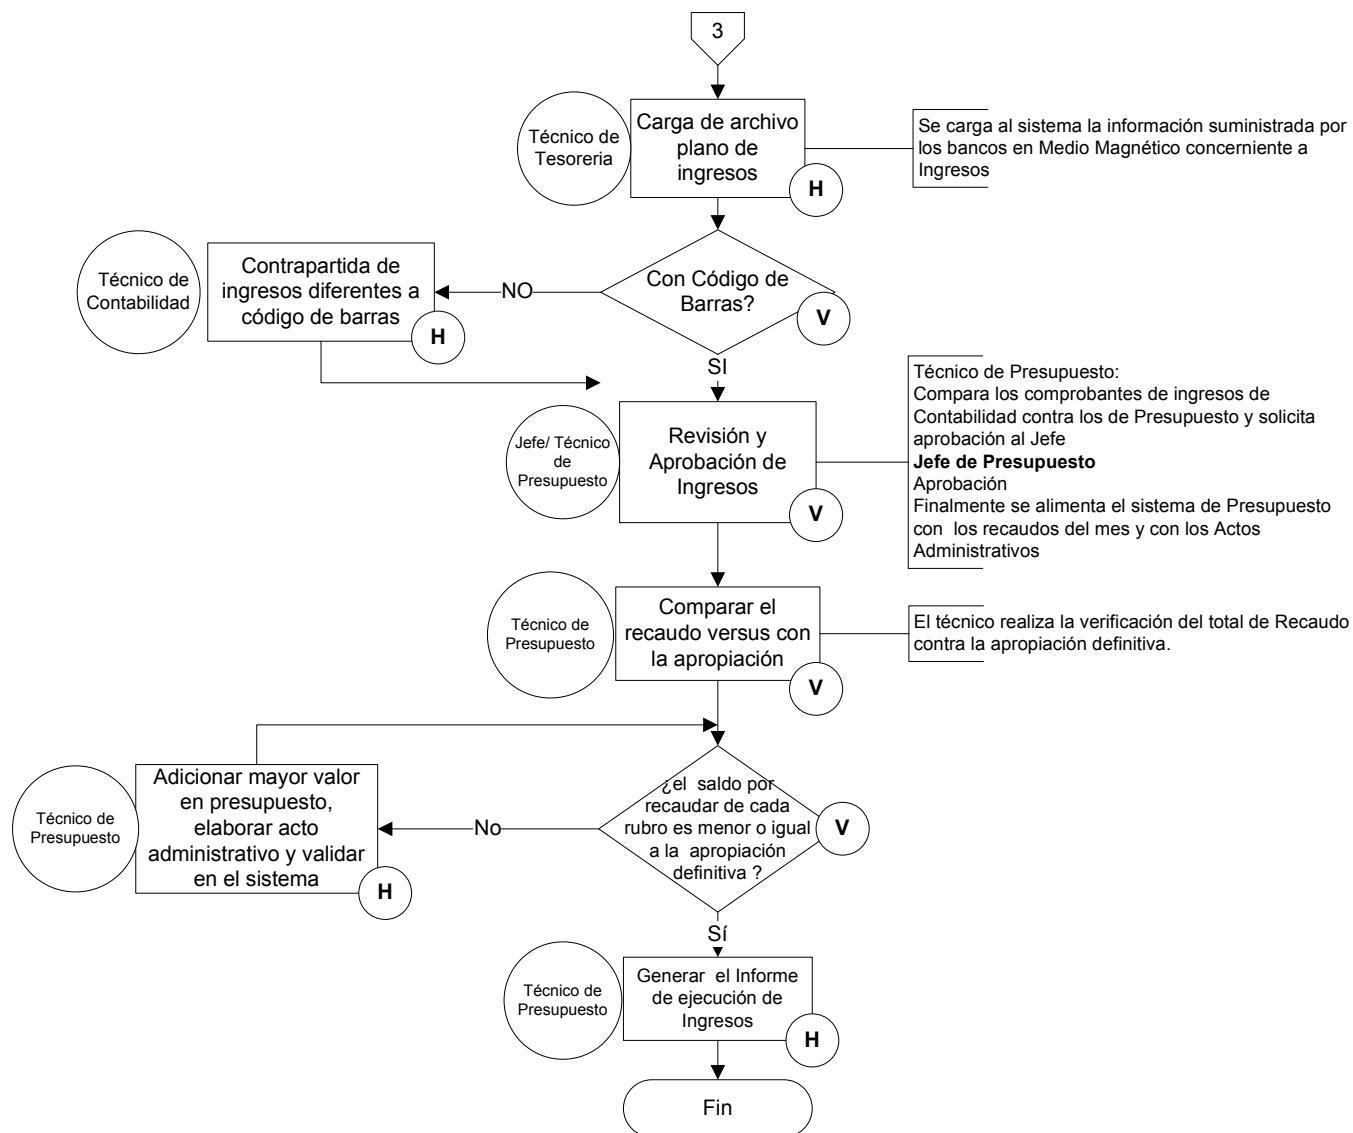 3
Técnico de
Tesoreria
Carga de archivo
plano de
ingresos
H
Se carga al sistema la información suministrada por
los bancos en Medio Magnético concerniente a
Ingresos
Técnico de
Contabilidad
Contrapartida de
ingresos diferentes a
código de barras
H
NO
Con Código de
Barras?
V
SI
Jefe/ Técnico
de
Presupuesto
Revisión y
Aprobación de
Ingresos
V
Técnico de Presupuesto:
Compara los comprobantes de ingresos de
Contabilidad contra los de Presupuesto y solicita
aprobación al Jefe
Jefe de Presupuesto
Aprobación
Finalmente se alimenta el sistema de Presupuesto
con los recaudos del mes y con los Actos
Administrativos
Técnico de
Presupuesto
Comparar el
recaudo versus con
la apropiación
V
El técnico realiza la verificación del total de Recaudo
contra la apropiación definitiva.
Técnico de
Presupuesto
Adicionar mayor valor
en presupuesto,
elaborar acto
administrativo y validar
en el sistema
H
No
¿el saldo por
recaudar de cada
rubro es menor o igual
a la apropiación
definitiva ?
V
Sí
Técnico de
Presupuesto
Generar el Informe
de ejecución de
Ingresos
H
Fin